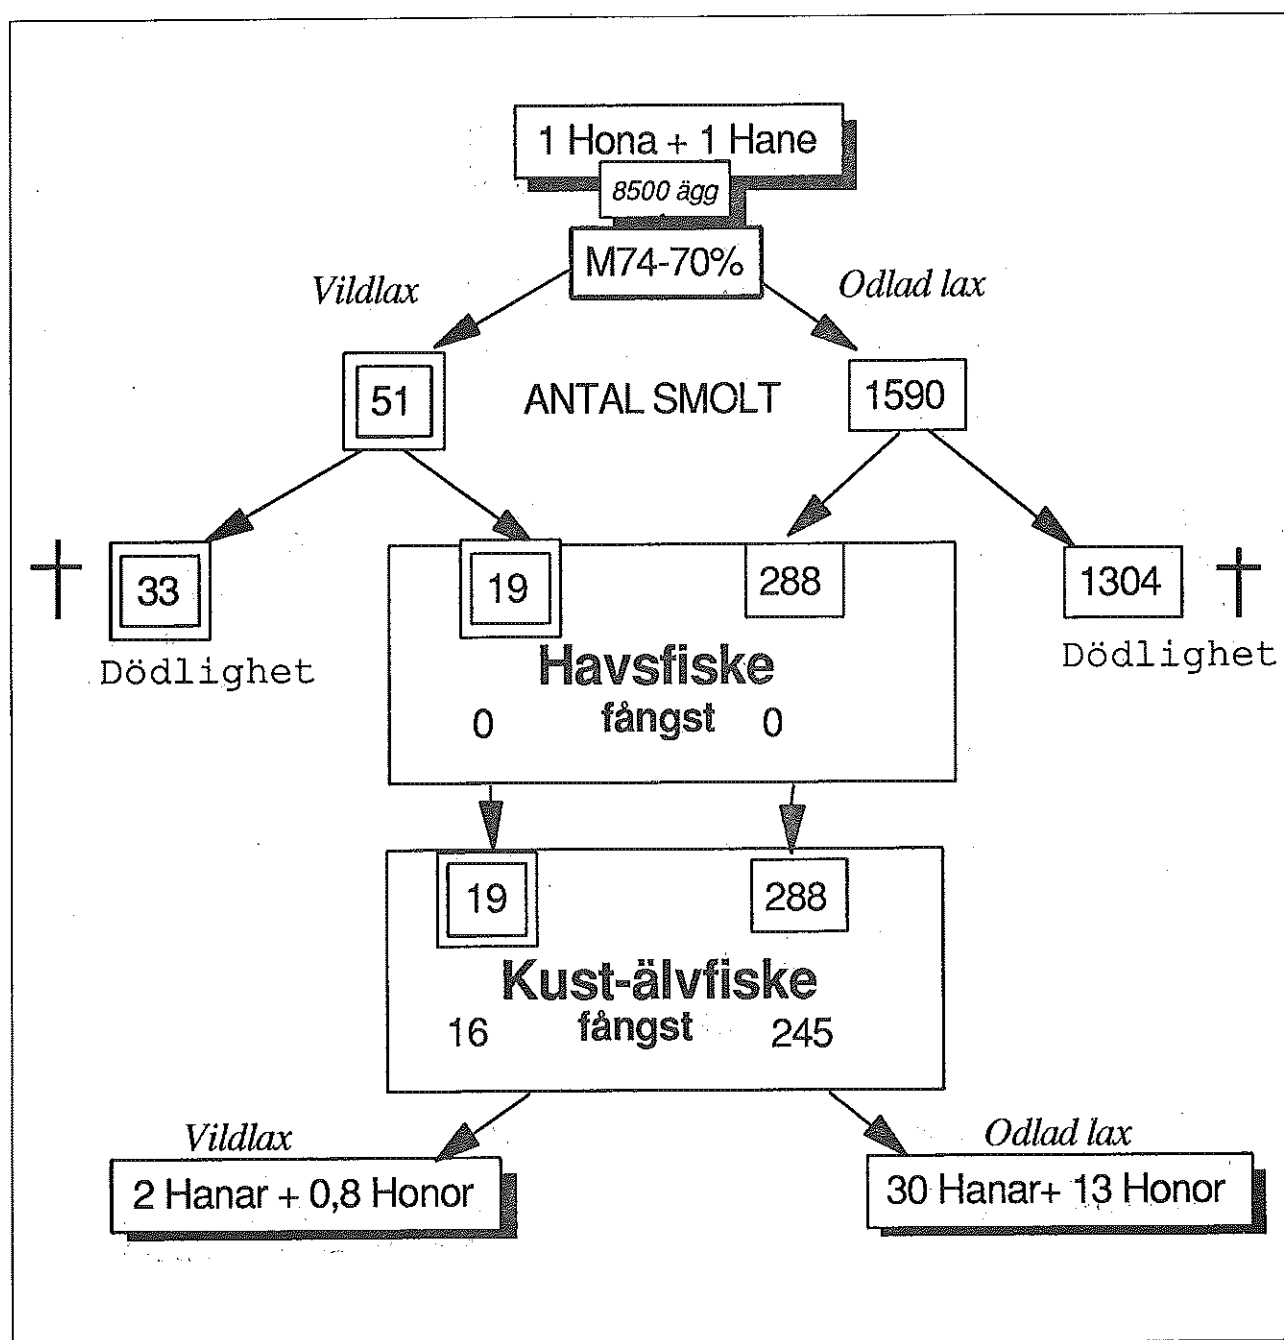 1 Hona + 1 Hane
8500 ägg
M74-70%
Vildlax
Odlad lax
51
ANTAL SMOLT
1590
33
19
288
1304
Dödlighet
Dödlighet
Havsfiske
fångst
0
0
19
288
Kust-älvfiske
fångst
16
245
Vildlax
Odlad lax
2 Hanar + 0,8 Honor
30 Hanar+ 13 Honor